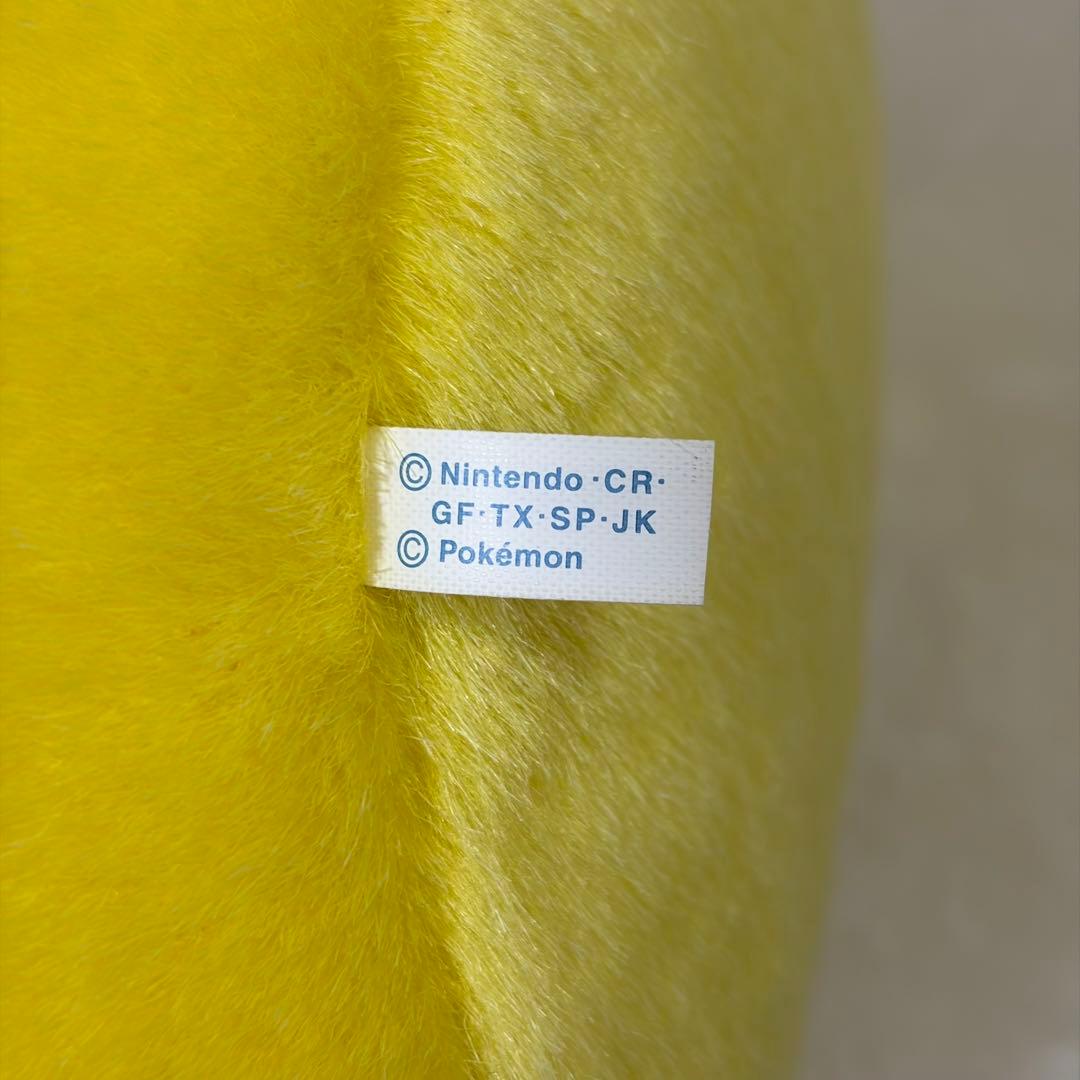 © Nintendo・CR・
GF・TX・SP・JK
© Pokémon